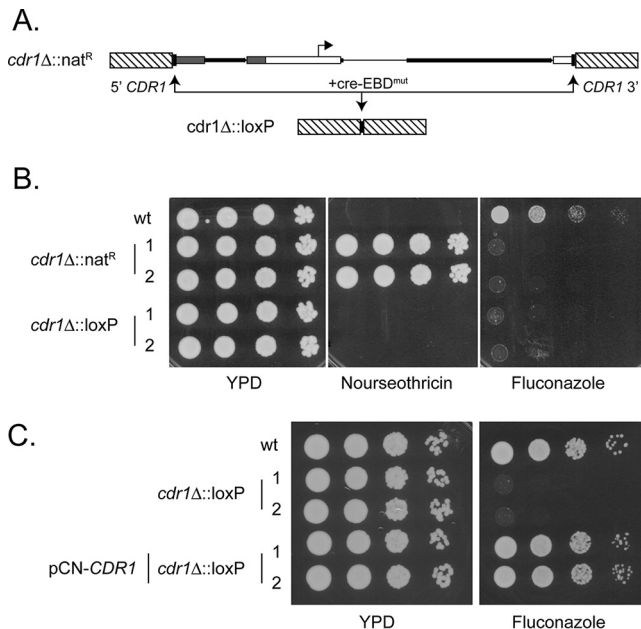 A.
cdr1Δ::natᴿ
5' CDR1
+cre-EBDᵐᵘᵗ
CDR1 3'
cdr1Δ::loxP
B.
wt
cdr1Δ::natᴿ
1
2
cdr1Δ::loxP
1
2
YPD
Nourseothricin
Fluconazole
C.
wt
cdr1Δ::loxP
1
2
pCN-CDR1
cdr1Δ::loxP
1
2
YPD
Fluconazole